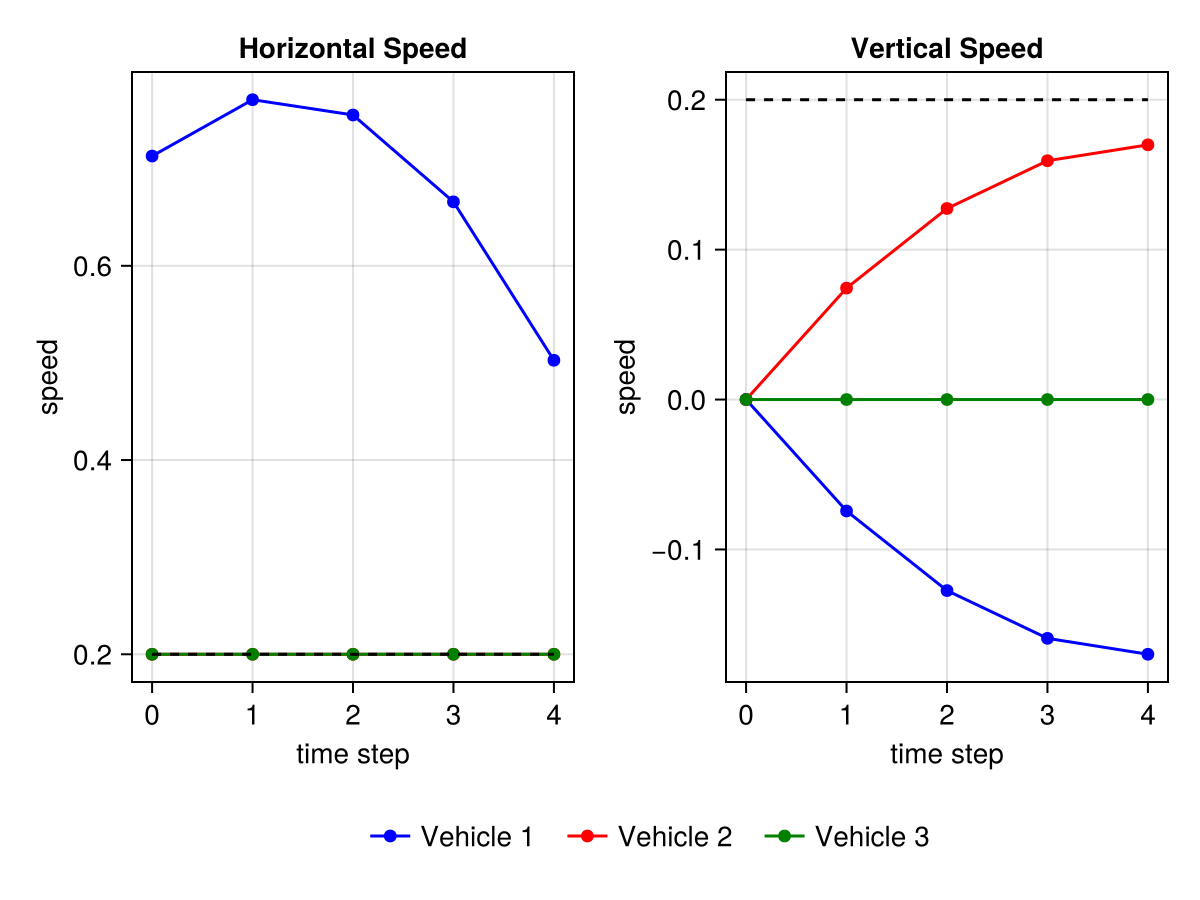 Horizontal Speed
speed
0.6
0.4
0.2
0 1 2 3 4
time step
Vertical Speed
speed
0.2
0.1
0.0
−0.1
0 1 2 3 4
time step
Vehicle 1 Vehicle 2 Vehicle 3